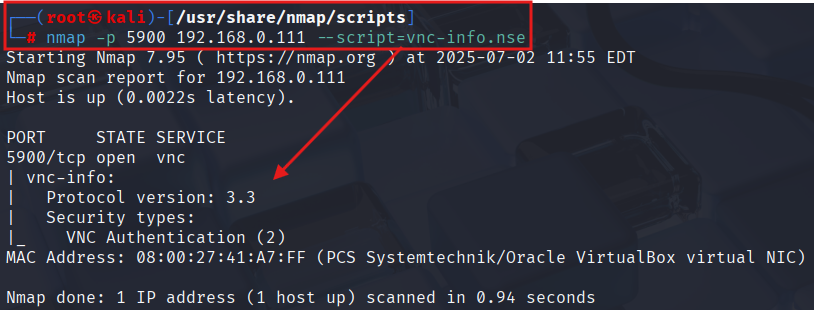 ┌──(root㉿kali)-[/usr/share/nmap/scripts]
└─# nmap -p 5900 192.168.0.111 --script=vnc-info.nse
Starting Nmap 7.95 ( https://nmap.org ) at 2025-07-02 11:55 EDT
Nmap scan report for 192.168.0.111
Host is up (0.0022s latency).

PORT     STATE SERVICE
5900/tcp open  vnc
| vnc-info:
|   Protocol version: 3.3
|   Security types:
|_    VNC Authentication (2)
MAC Address: 08:00:27:41:A7:FF (PCS Systemtechnik/Oracle VirtualBox virtual NIC)

Nmap done: 1 IP address (1 host up) scanned in 0.94 seconds